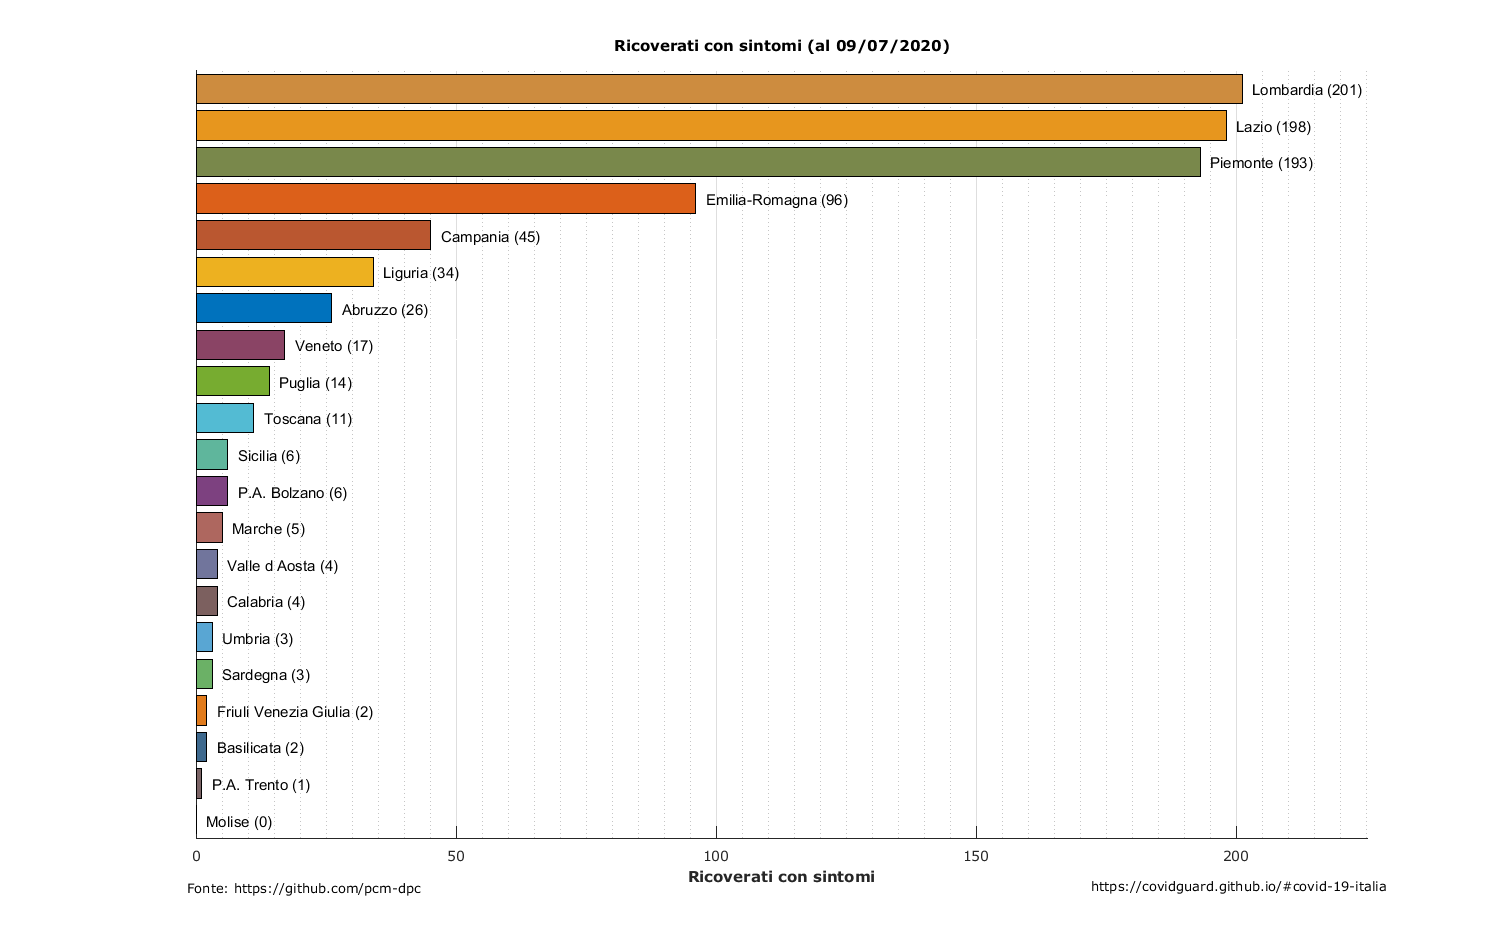 Ricoverati con sintomi (al 09/07/2020)
Lombardia (201)
Lazio (198)
Piemonte (193)
Emilia-Romagna (96)
Campania (45)
Liguria (34)
Abruzzo (26)
Veneto (17)
Puglia (14)
Toscana (11)
Sicilia (6)
P.A. Bolzano (6)
Marche (5)
Valle d Aosta (4)
Calabria (4)
Umbria (3)
Sardegna (3)
Friuli Venezia Giulia (2)
Basilicata (2)
P.A. Trento (1)
Molise (0)
0 50 100 150 200
Ricoverati con sintomi
Fonte: https://github.com/pcm-dpc
https://covidguard.github.io/#covid-19-italia